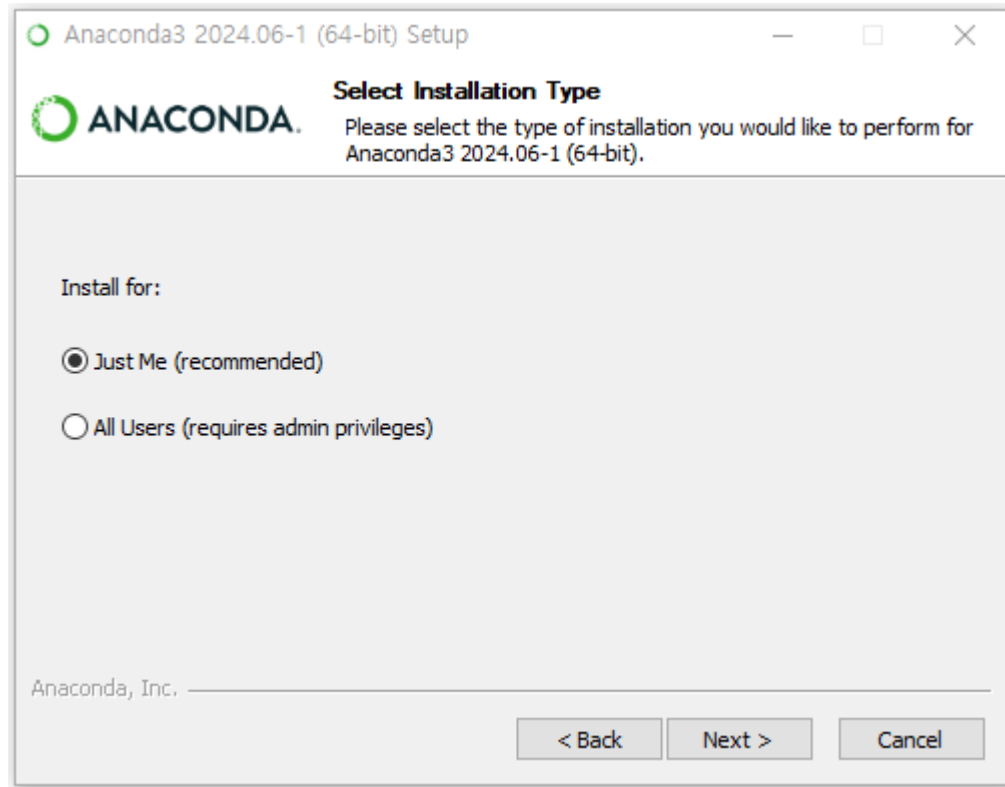 Anaconda3 2024.06-1 (64-bit) Setup
ANACONDA.
Select Installation Type
Please select the type of installation you would like to perform for
Anaconda3 2024.06-1 (64-bit).
Install for:
Just Me (recommended)
All Users (requires admin privileges)
Anaconda, Inc.
< Back
Next >
Cancel